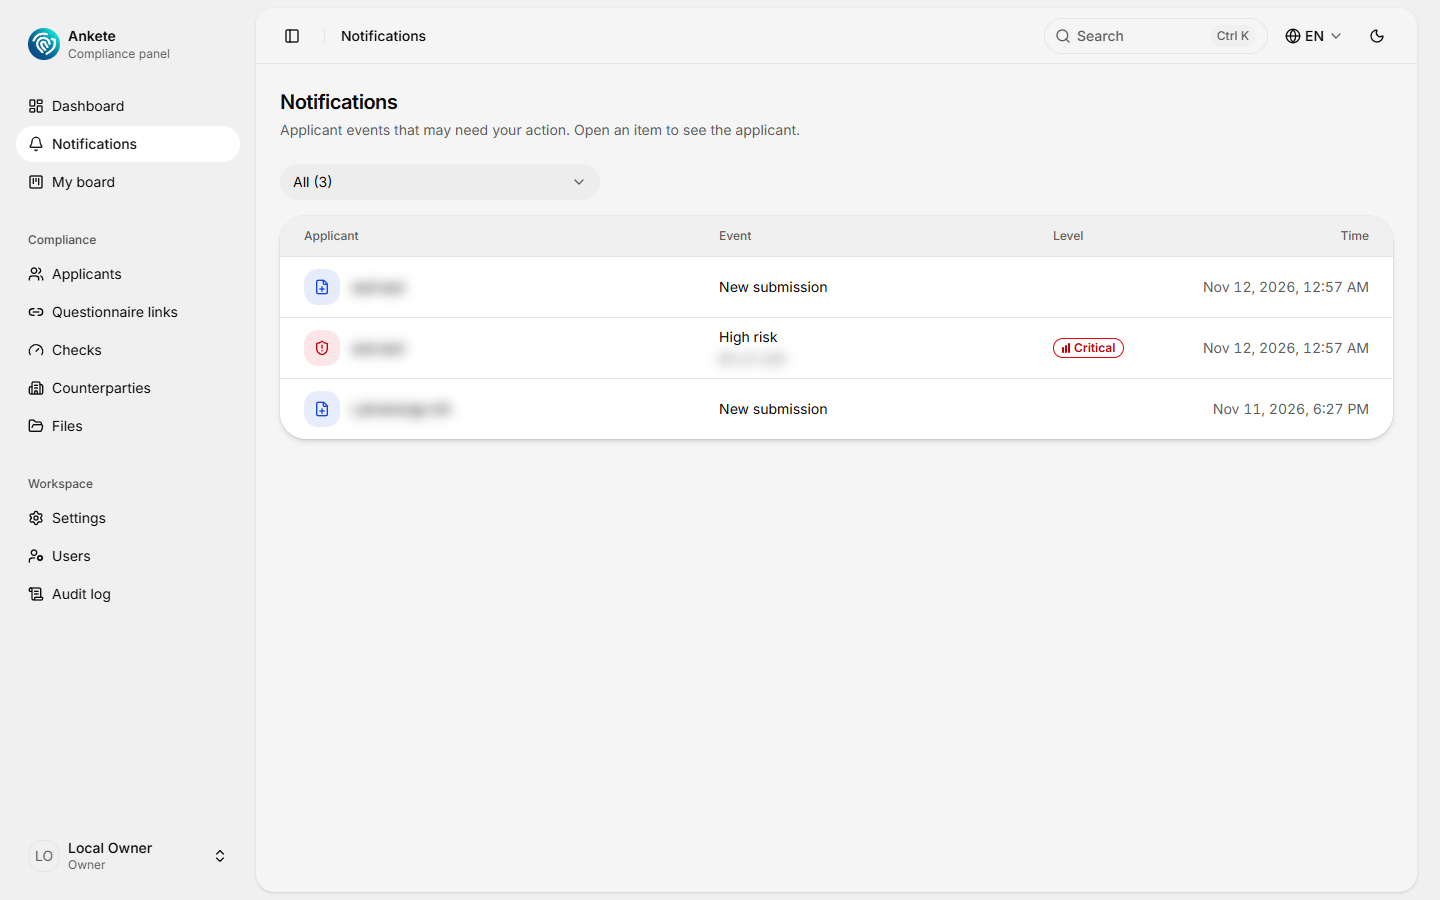 Ankete
Compliance panel
Dashboard
Notifications
My board
Compliance
Applicants
Questionnaire links
Checks
Counterparties
Files
Workspace
Settings
Users
Audit log
LO
Local Owner
Owner
Notifications
Search
Ctrl K
EN
Notifications
Applicant events that may need your action. Open an item to see the applicant.
All (3)
Applicant Event Level Time
New submission Nov 12, 2026, 12:57 AM
High risk
Critical Nov 12, 2026, 12:57 AM
New submission Nov 11, 2026, 6:27 PM